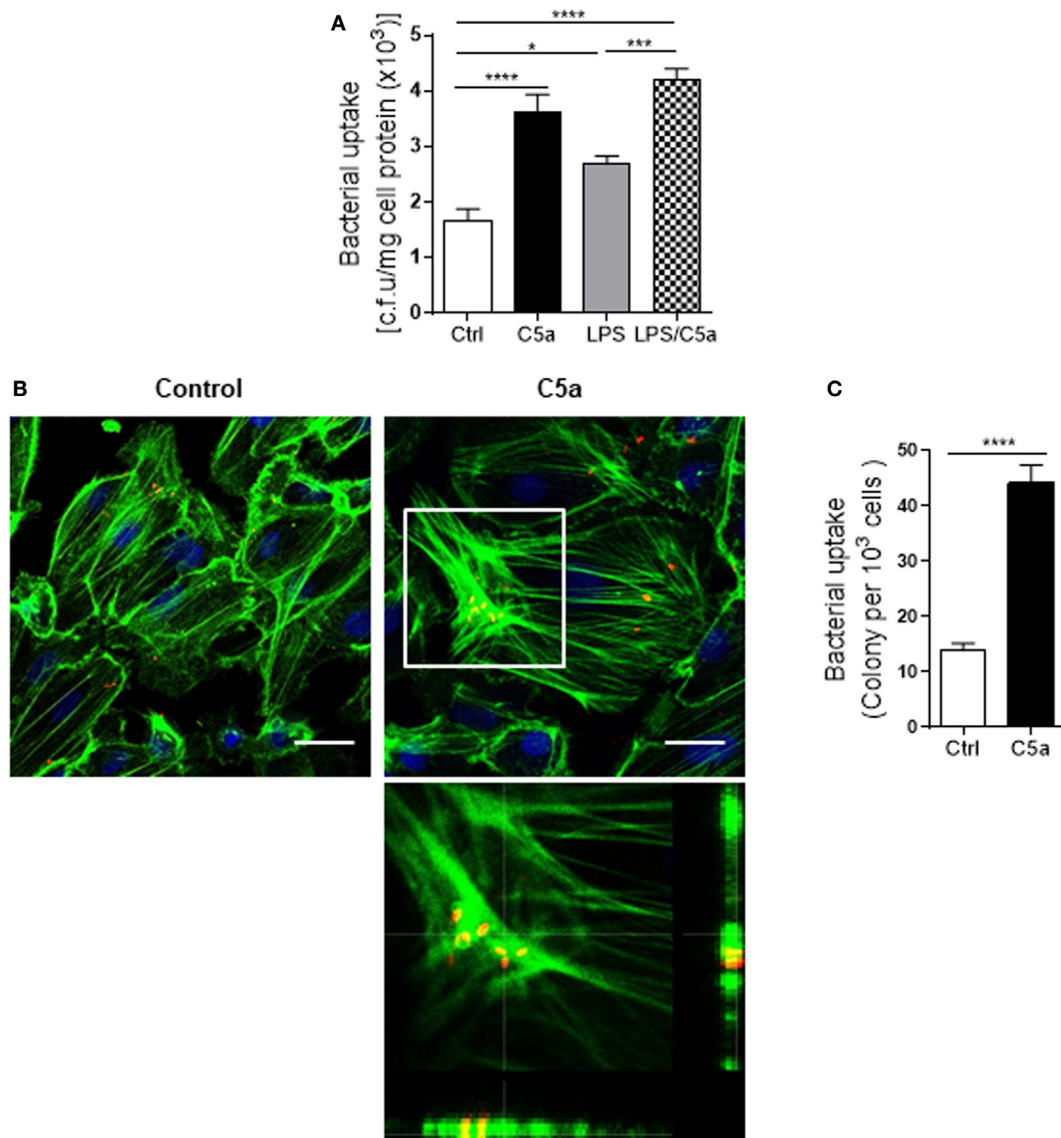 A
****
*
***
****
Bacterial uptake
[c.f.u/mg cell protein (x10³)]
5
4
3
2
1
0
Ctrl
C5a
LPS
LPS/C5a
B
Control
C5a
C
****
Bacterial uptake
(Colony per 10³ cells )
50
40
30
20
10
0
Ctrl
C5a